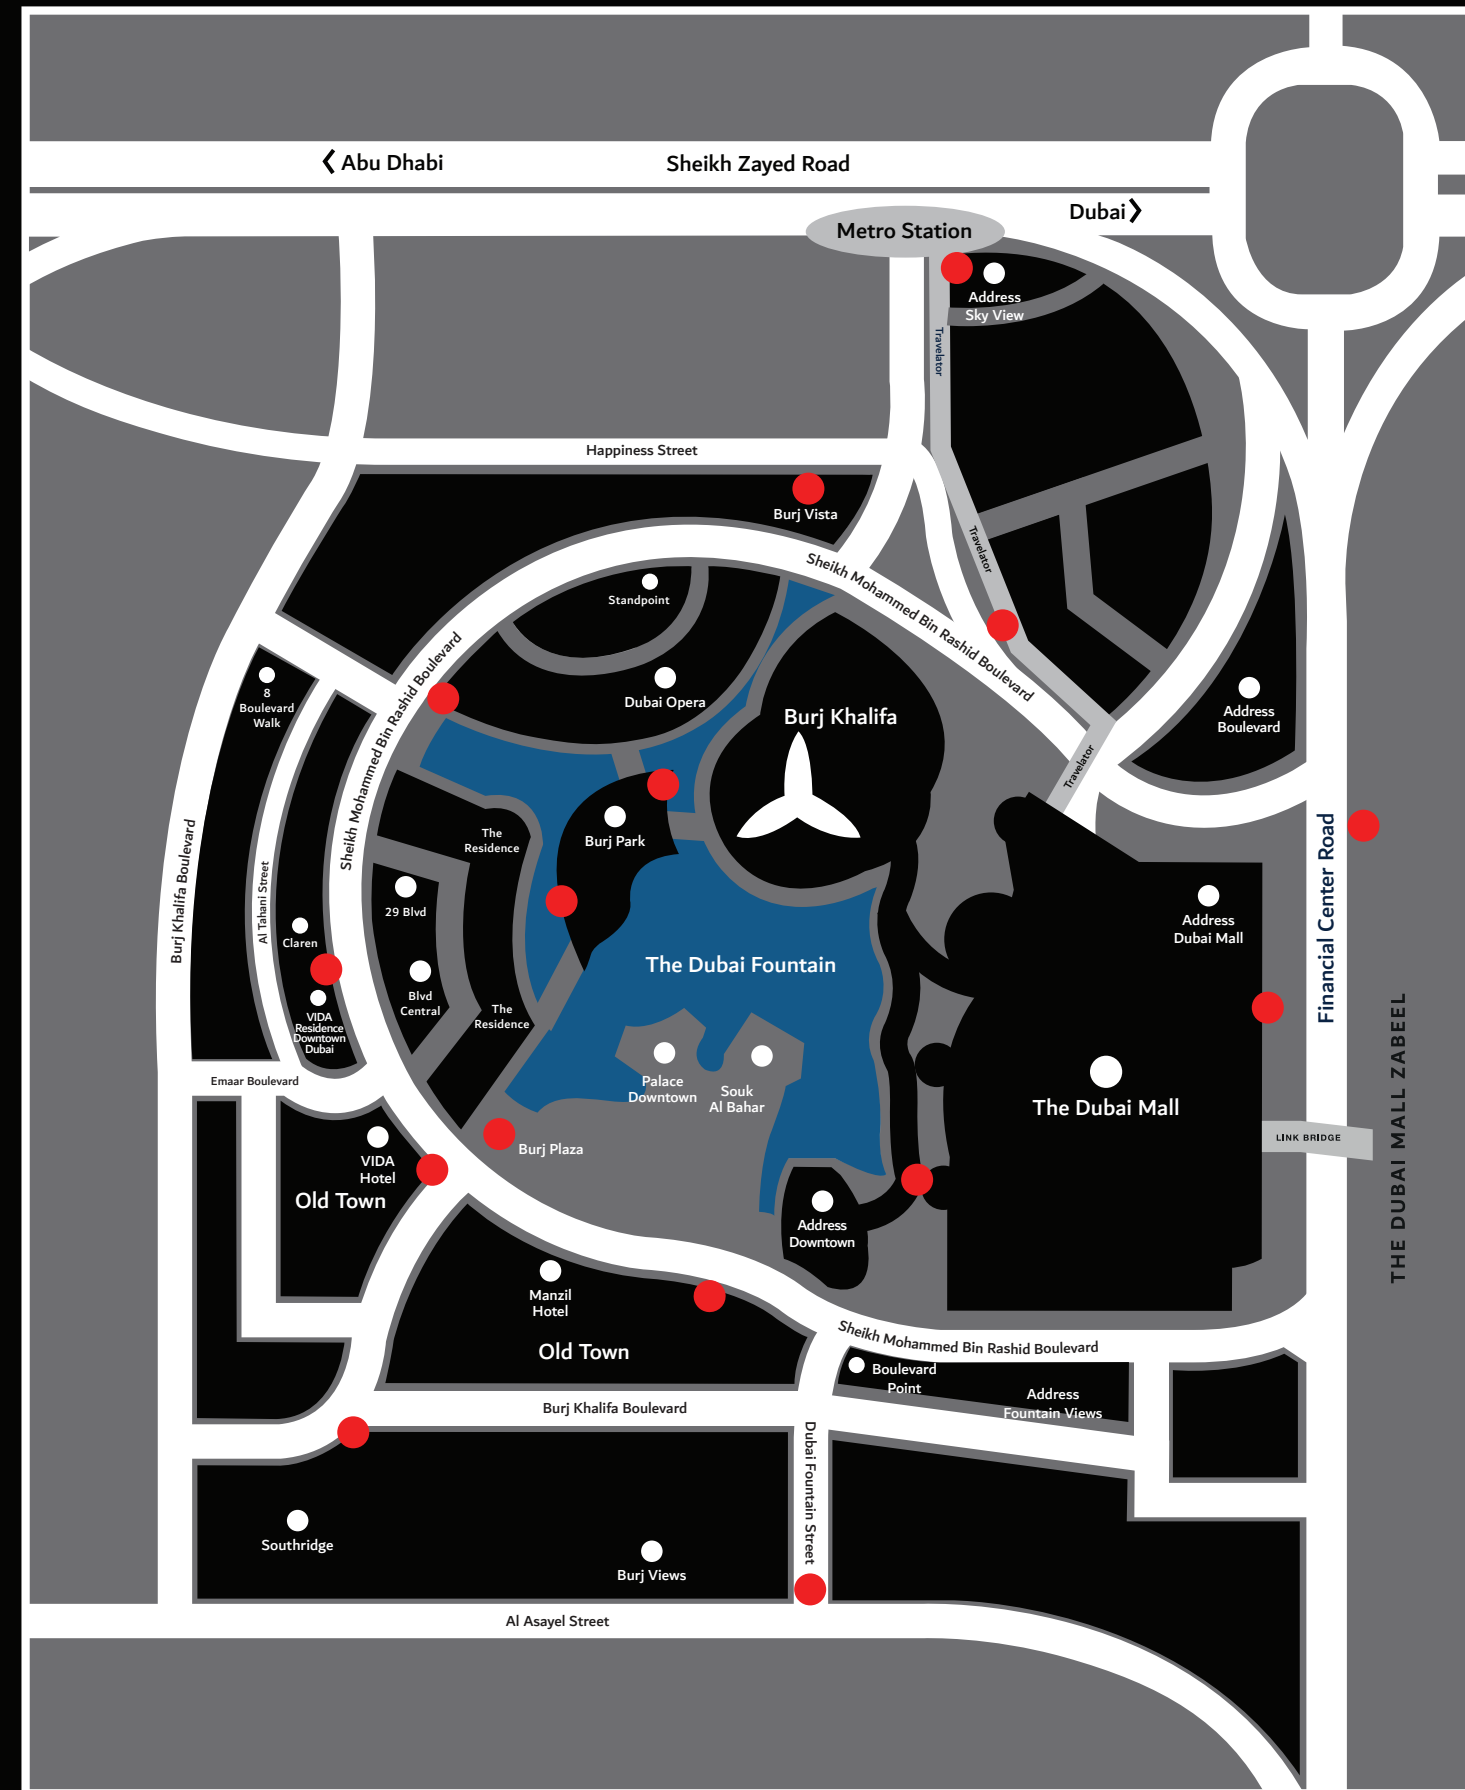 Abu Dhabi
Sheikh Zayed Road
Dubai
Metro Station
Address
Sky View
Travelator
Happiness Street
Burj Vista
Travelator
Sheikh Mohammed Bin Rashid Boulevard
Standpoint
Sheikh Mohammed Bin Rashid Boulevard
8
Boulevard
Walk
Dubai Opera
Burj Khalifa
Address
Boulevard
Travelator
The
Residence
Burj Park
Financial Center Road
Burj Khalifa Boulevard
Al Tahani Street
29 Blvd
Claren
Address
Dubai Mall
The Dubai Fountain
Blvd
Central
VIDA
Residence
Downtown
Dubai
The
Residence
THE DUBAI MALL ZABEEL
Emaar Boulevard
Palace
Downtown
Souk
Al Bahar
The Dubai Mall
LINK BRIDGE
Burj Plaza
VIDA
Hotel
Old Town
Address
Downtown
Manzil
Hotel
Old Town
Sheikh Mohammed Bin Rashid Boulevard
Boulevard
Point
Address
Fountain Views
Burj Khalifa Boulevard
Dubai Fountain Street
Southridge
Burj Views
Al Asayel Street